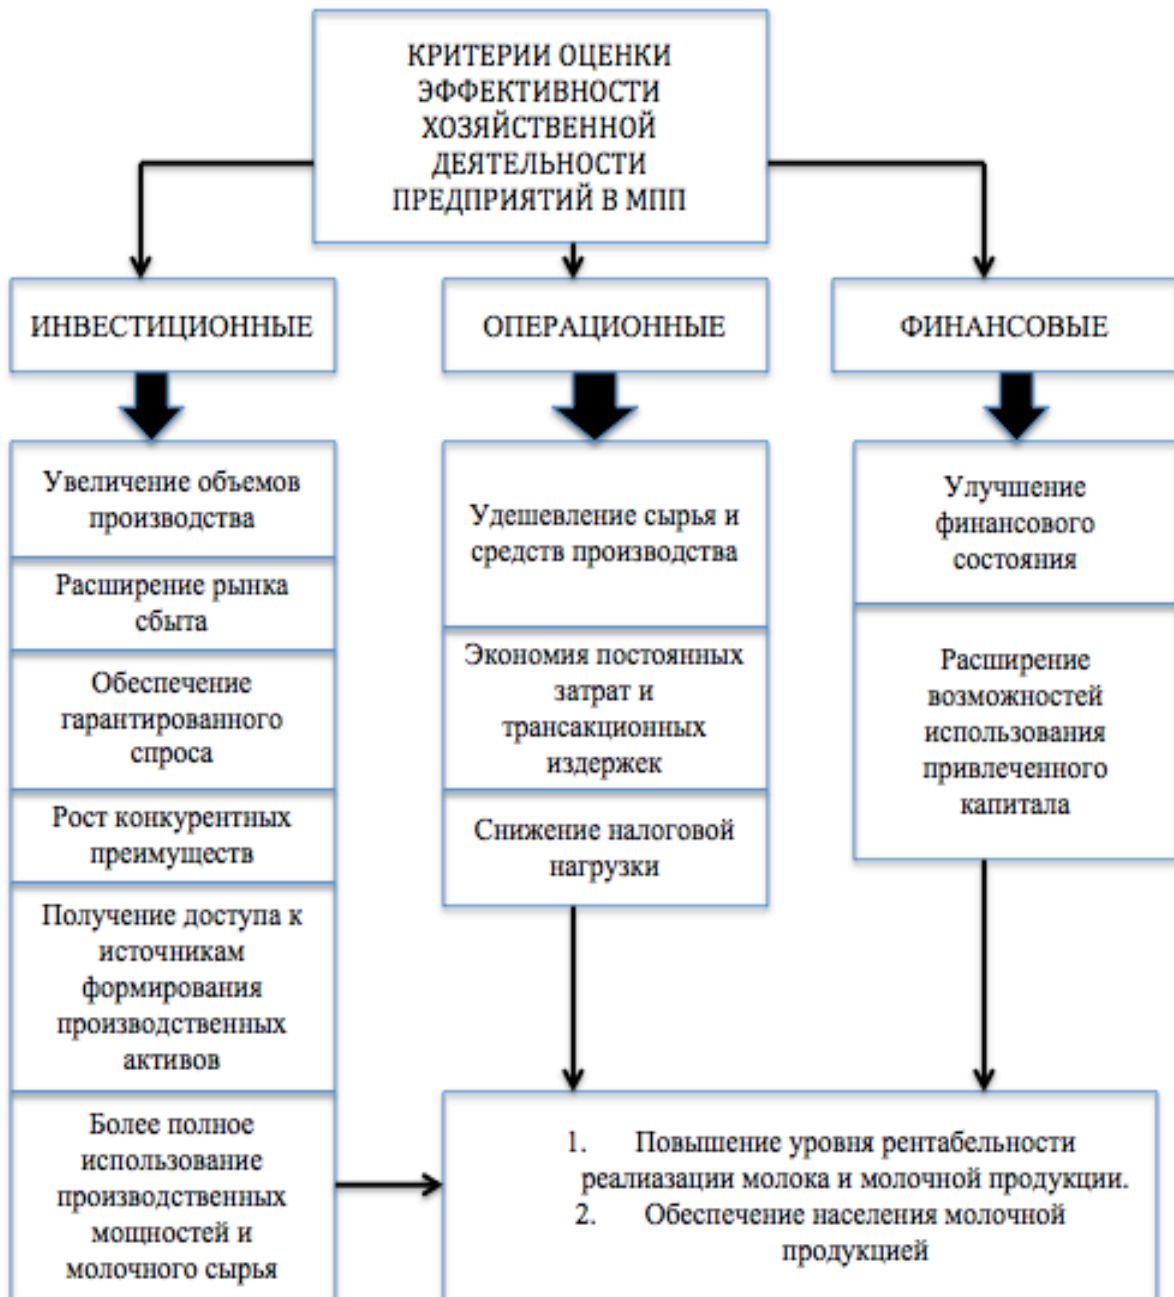 КРИТЕРИИ ОЦЕНКИ
ЭФФЕКТИВНОСТИ
ХОЗЯЙСТВЕННОЙ
ДЕЯТЕЛЬНОСТИ
ПРЕДПРИЯТИЙ В МПП
ИНВЕСТИЦИОННЫЕ
ОПЕРАЦИОННЫЕ
ФИНАНСОВЫЕ
Увеличение объемов
производства
Расширение рынка
сбыта
Обеспечение
гарантированного
спроса
Рост конкурентных
преимуществ
Получение доступа к
источникам
формирования
производственных
активов
Более полное
использование
производственных
мощностей и
молочного сырья
Удешевление сырья и
средств производства
Экономия постоянных
затрат и
трансакционных
издержек
Снижение налоговой
нагрузки
Улучшение
финансового
состояния
Расширение
возможностей
использования
привлеченного
капитала
1. Повышение уровня рентабельности
реалиазации молока и молочной продукции.
2. Обеспечение населения молочной
продукцией